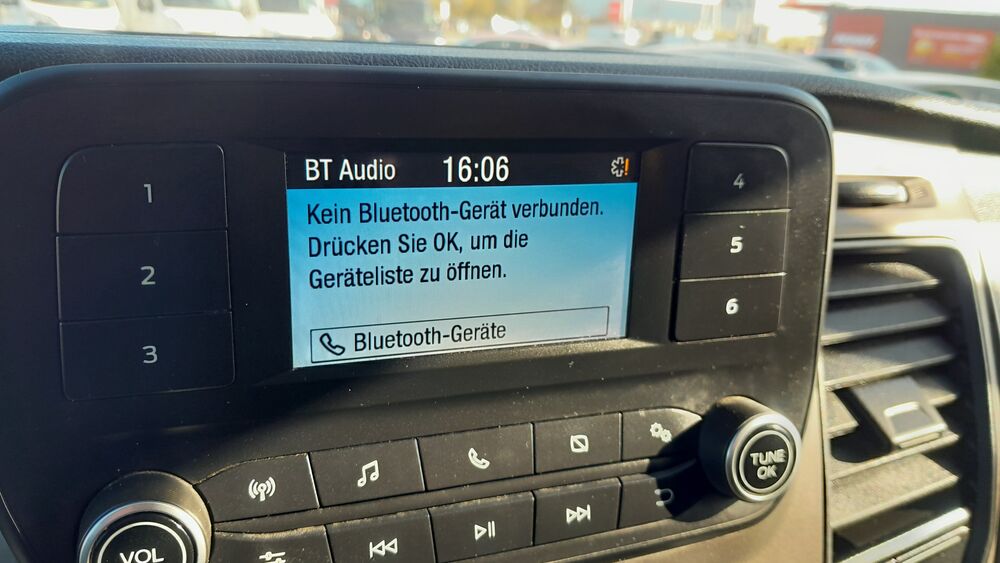 BT Audio 16:06
Kein Bluetooth-Gerät verbunden.
Drücken Sie OK, um die
Geräteliste zu öffnen.
Bluetooth-Geräte
1
2
3
4
5
6
VOL
TUNE
OK